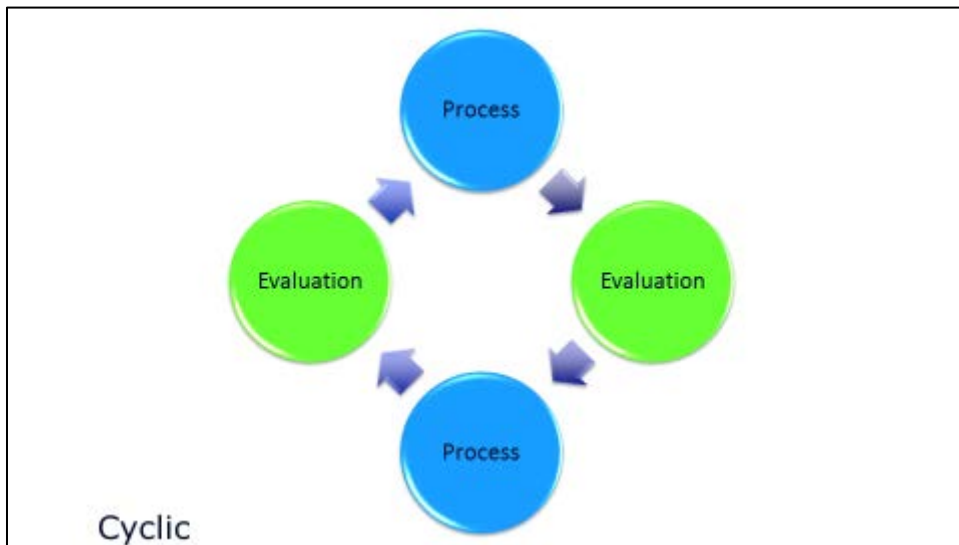 Process
Evaluation
Evaluation
Process
Cyclic